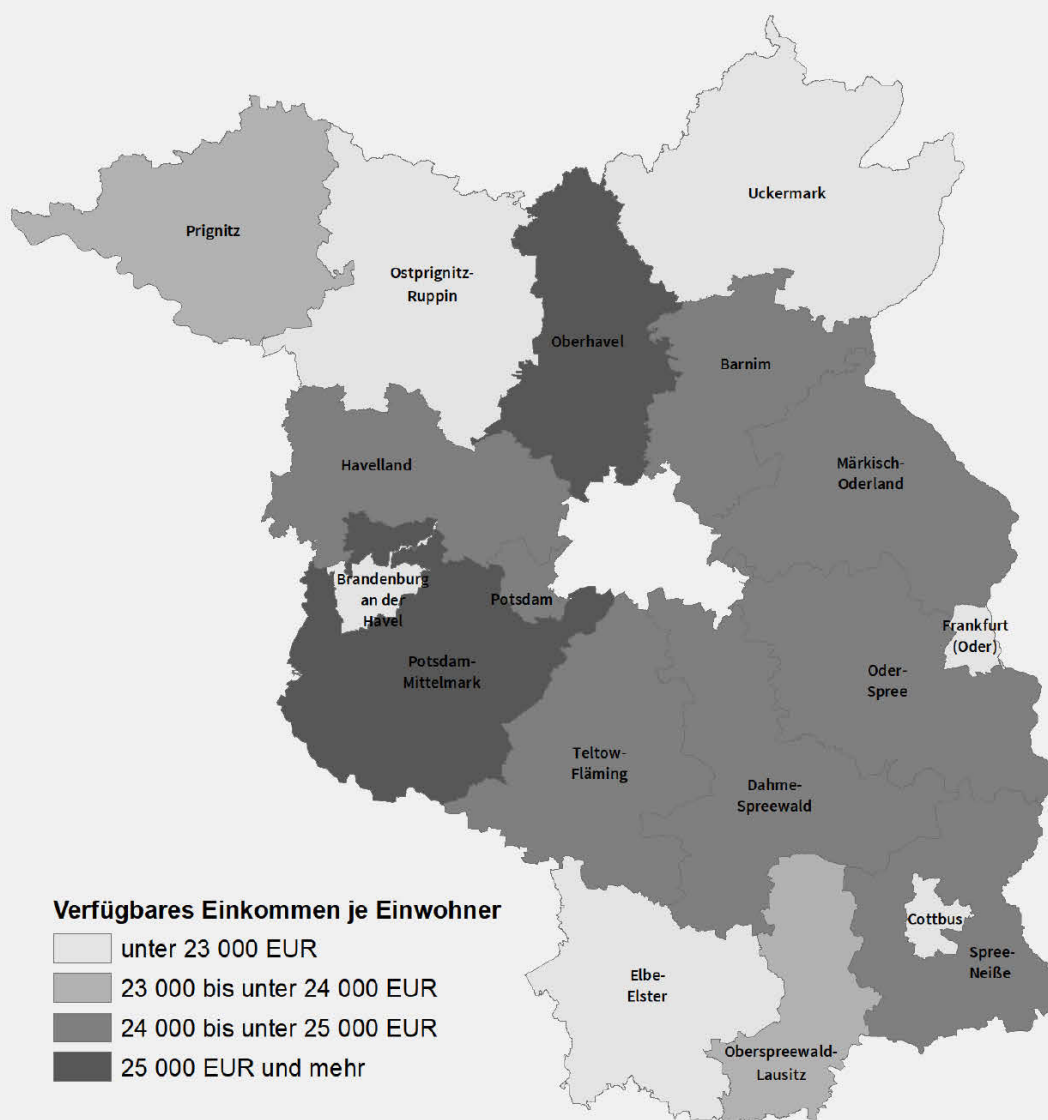 Uckermark
Prignitz
Ostprignitz-
Ruppin
Oberhavel
Barnim
Havelland
Märkisch-
Oderland
Brandenburg
an der
Havel
Potsdam
Frankfurt
(Oder)
Potsdam-
Mittelmark
Oder-
Spree
Teltow-
Fläming
Dahme-
Spreewald
Cottbus
Spree-
Neiße
Elbe-
Elster
Oberspreewald-
Lausitz
Verfügbares Einkommen je Einwohner
unter 23 000 EUR
23 000 bis unter 24 000 EUR
24 000 bis unter 25 000 EUR
25 000 EUR und mehr